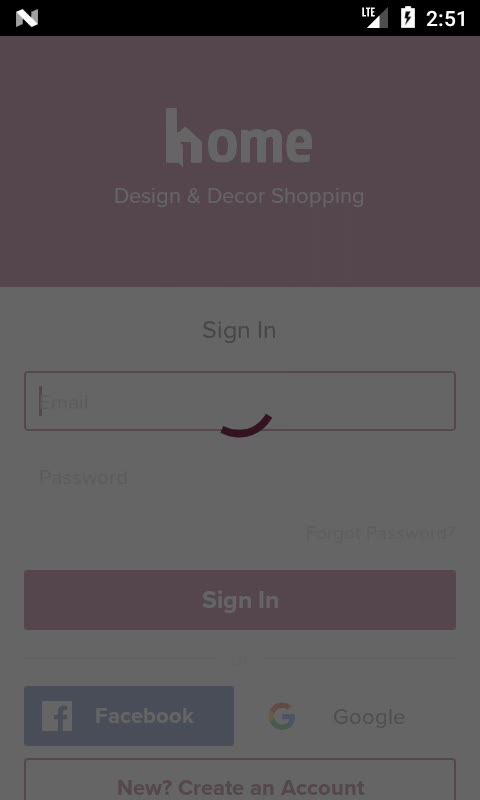 LTE 2:51
home
Design & Decor Shopping
Sign In
Email
Password
Forgot Password?
Sign In
or
Facebook Google
New? Create an Account